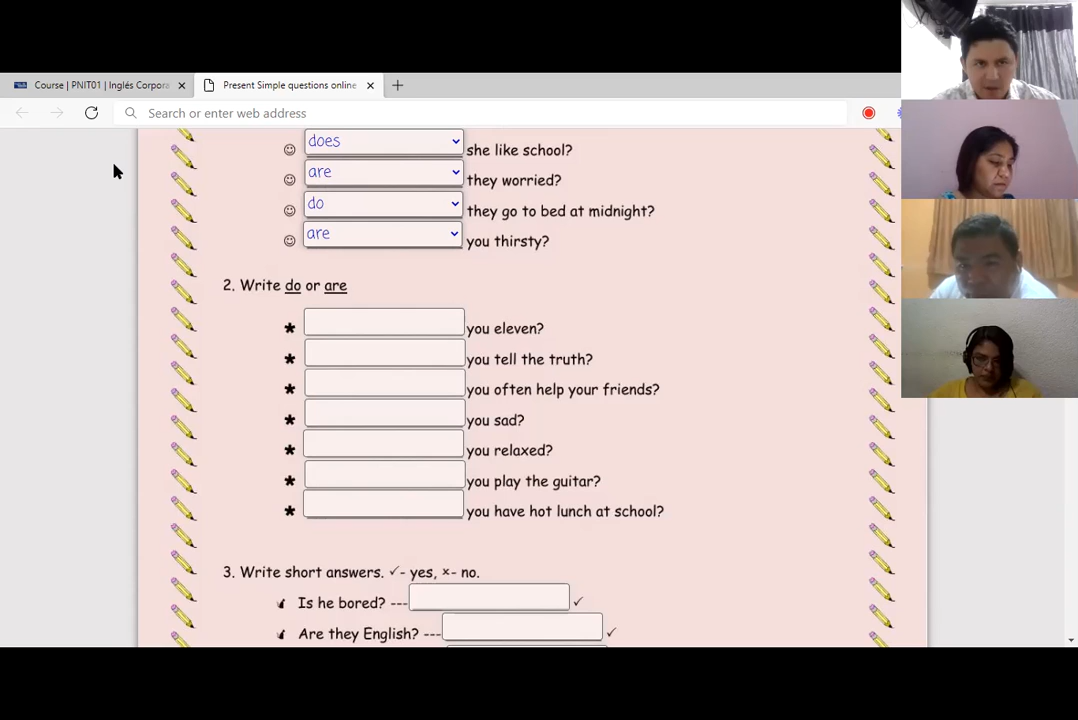 Course | PNIT01 | Inglés Corpora
Present Simple questions online
Search or enter web address
does she like school?
are they worried?
do they go to bed at midnight?
are you thirsty?
2. Write do or are
* you eleven?
* you tell the truth?
* you often help your friends?
* you sad?
* you relaxed?
* you play the guitar?
* you have hot lunch at school?
3. Write short answers. ✓- yes, ×- no.
Is he bored? --- ✓
Are they English? --- ✓